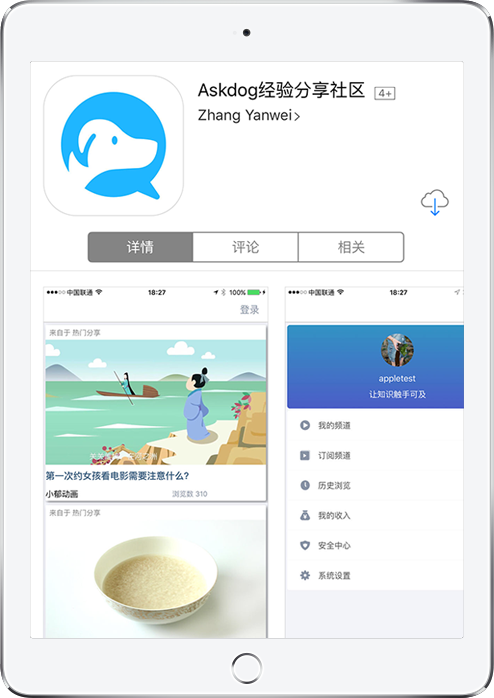 Askdog经验分享社区 4+
Zhang Yanwei>
详情 评论 相关
中国联通 18:27 100%
登录
来自于 热门分享
第一次约女孩看电影需要注意什么?
小郁动画 浏览数 310
来自于 热门分享
中国联通 18:27
appletest
让知识触手可及
我的频道
订阅频道
历史浏览
我的收入
安全中心
系统设置